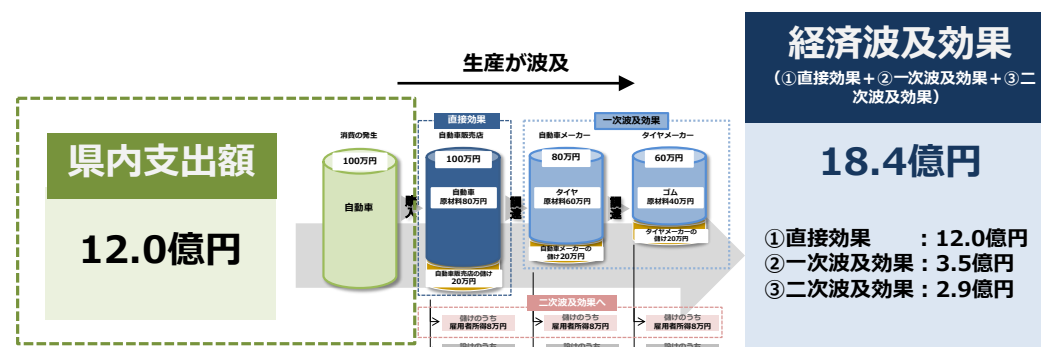 生産が波及
経済波及効果
（①直接効果＋②一次波及効果＋③二
次波及効果）
18.4億円
①直接効果　　：12.0億円
②一次波及効果：3.5億円
③二次波及効果：2.9億円
県内支出額
12.0億円
消費の発生
100万円
自動車
購入
直接効果
自動車販売店
100万円
自動車
原材料80万円
自動車販売店の儲け
20万円
調達
一次波及効果
自動車メーカー
80万円
タイヤ
原材料60万円
自動車メーカーの
儲け20万円
調達
タイヤメーカー
60万円
ゴム
原材料40万円
タイヤメーカーの
儲け20万円
二次波及効果へ
儲けのうち
雇用者所得8万円
儲けのうち
雇用者所得8万円
儲けのうち
雇用者所得8万円